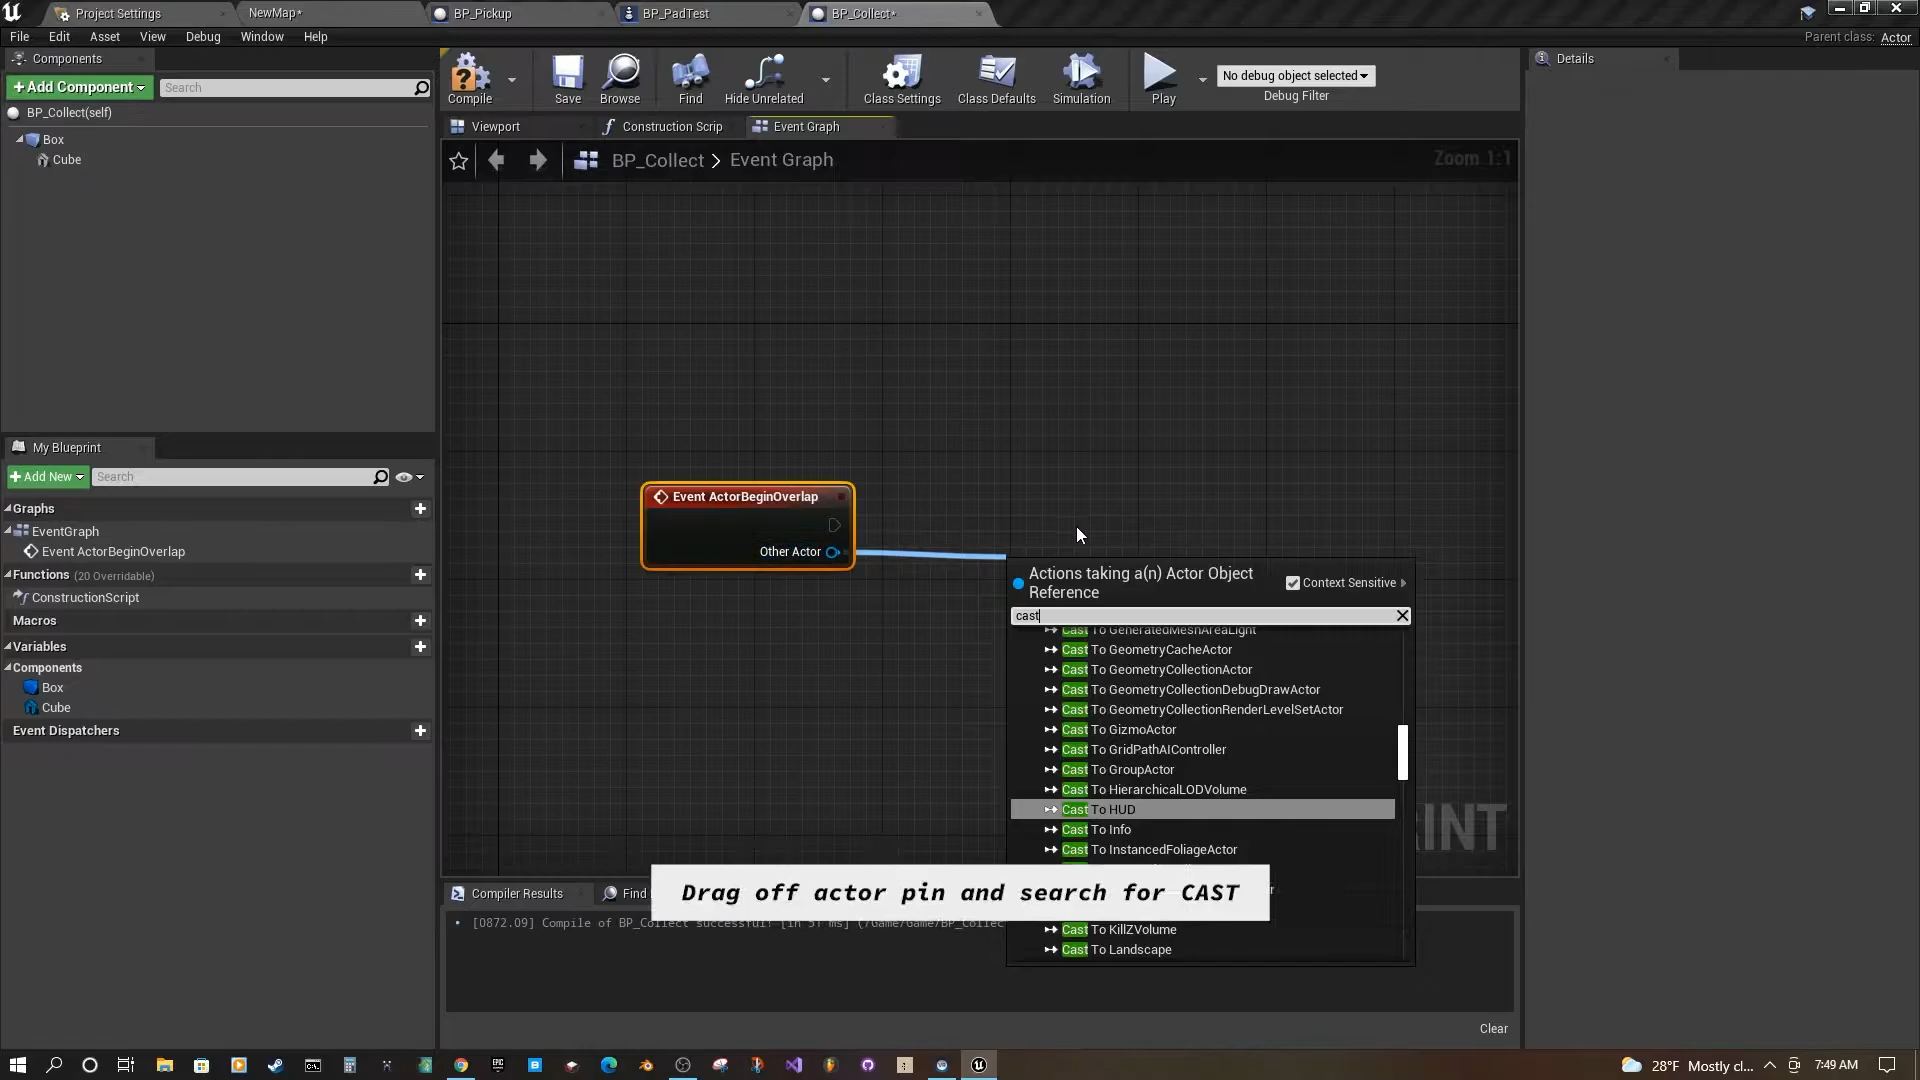 Project Settings
NewMap*
BP_Pickup
BP_PadTest
BP_Collect*
File Edit Asset View Debug Window Help
Parent class: Actor
Components
+Add Component
Search
BP_Collect(self)
Box
Cube
Compile
Save
Browse
Find
Hide Unrelated
Class Settings
Class Defaults
Simulation
Play
No debug object selected
Debug Filter
Details
Viewport
Construction Scrip
Event Graph
BP_Collect > Event Graph
Zoom 1:1
Event ActorBeginOverlap
Other Actor
Actions taking a(n) Actor Object
Reference
Context Sensitive
cast
Cast To GeneratedMeshAreaLight
Cast To GeometryCacheActor
Cast To GeometryCollectionActor
Cast To GeometryCollectionDebugDrawActor
Cast To GeometryCollectionRenderLevelSetActor
Cast To GizmoActor
Cast To GridPathAIController
Cast To GroupActor
Cast To HierarchicalLODVolume
Cast To HUD
Cast To Info
Cast To InstancedFoliageActor
Cast To KillZVolume
Cast To Landscape
My Blueprint
+Add New
Search
Graphs
EventGraph
Event ActorBeginOverlap
Functions (20 Overridable)
ConstructionScript
Macros
Variables
Components
Box
Cube
Event Dispatchers
Compiler Results
Find
Drag off actor pin and search for CAST
[0872.09] Compile of BP_Collect successful! [in 51 ms] (/Game/Game/BP_Collec
Clear
28°F Mostly cl...
7:49 AM